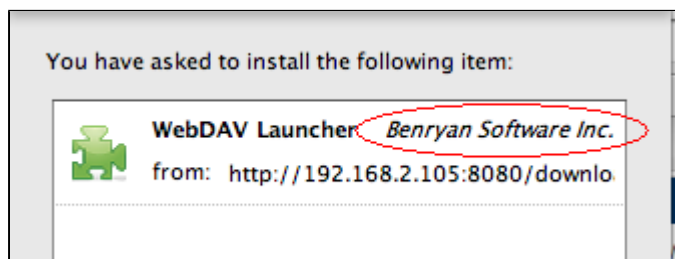 You have asked to install the following item:
WebDAV Launcher Benryan Software Inc.
from: http://192.168.2.105:8080/downlo